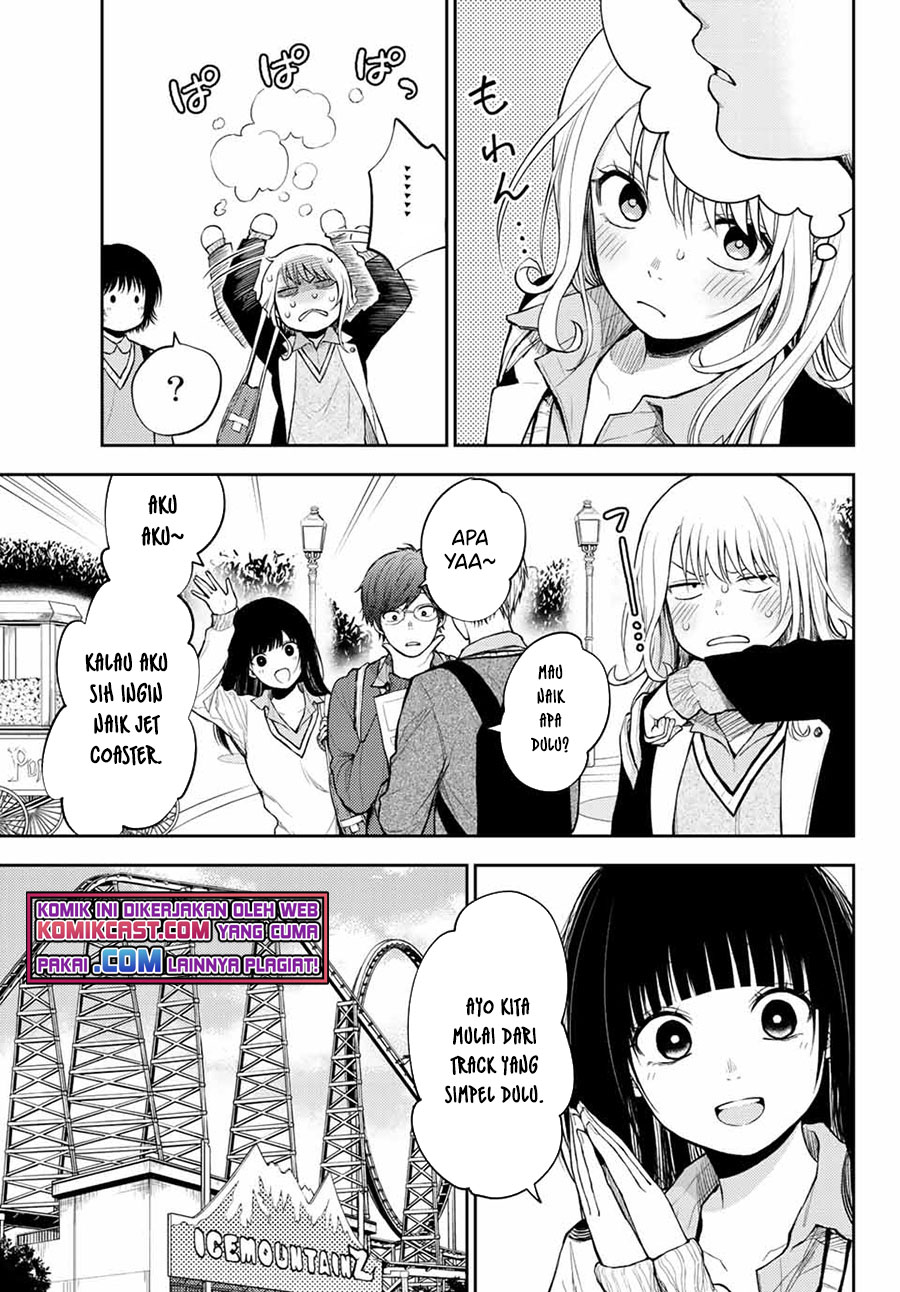 もわん……
ぱ ぱ ぱっ
?
MAU
NAIK
APA
DULU?
APA
YAA~
AKU
AKU~
KALAU AKU
SIH INGIN
NAIK JET
COASTER.
AYO KITA
MULAI DARI
TRACK YANG
SIMPEL DULU.
KOMIK INI DIKERJAKAN OLEH WEB
KOMIKCAST.COM YANG CUMA
PAKAI .COM LAINNYA PLAGIAT!
ICEMOUNTAINZ